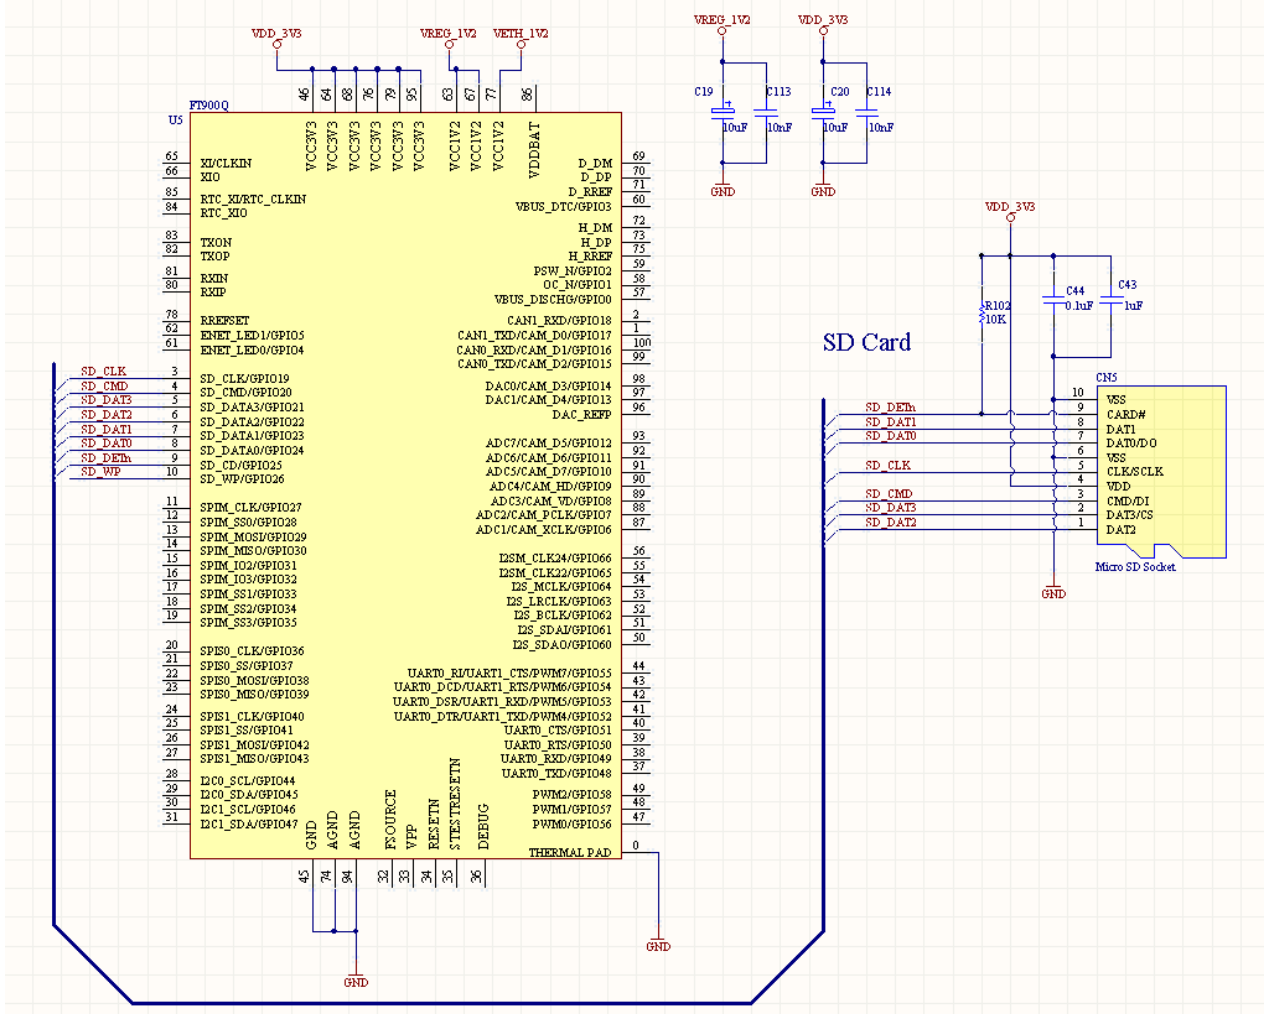 VDD_3V3
VREG_1V2
VETH_1V2
VREG_1V2
VDD_3V3
C19
10uF
C113
10nF
C20
10uF
C114
10nF
GND
GND
FT900Q
U5
46 VCC3V3
64 VCC3V3
68 VCC3V3
76 VCC3V3
79 VCC3V3
95 VCC3V3
63 VCC1V2
67 VCC1V2
77 VCC1V2
86 VDDBAT
65 XI/CLKIN
66 XIO
85 RTC_XI/RTC_CLKIN
84 RTC_XIO
83 TXON
82 TXOP
81 RXIN
80 RXIP
78 RREFSET
62 ENET_LED1/GPIO5
61 ENET_LED0/GPIO4
SD_CLK 3 SD_CLK/GPIO19
SD_CMD 4 SD_CMD/GPIO20
SD_DAT3 5 SD_DATA3/GPIO21
SD_DAT2 6 SD_DATA2/GPIO22
SD_DAT1 7 SD_DATA1/GPIO23
SD_DAT0 8 SD_DATA0/GPIO24
SD_DETn 9 SD_CD/GPIO25
SD_WP 10 SD_WP/GPIO26
11 SPIM_CLK/GPIO27
12 SPIM_SS0/GPIO28
13 SPIM_MOSI/GPIO29
14 SPIM_MISO/GPIO30
15 SPIM_IO2/GPIO31
16 SPIM_IO3/GPIO32
17 SPIM_SS1/GPIO33
18 SPIM_SS2/GPIO34
19 SPIM_SS3/GPIO35
20 SPIS0_CLK/GPIO36
21 SPIS0_SS/GPIO37
22 SPIS0_MOSI/GPIO38
23 SPIS0_MISO/GPIO39
24 SPIS1_CLK/GPIO40
25 SPIS1_SS/GPIO41
26 SPIS1_MOSI/GPIO42
27 SPIS1_MISO/GPIO43
28 I2C0_SCL/GPIO44
29 I2C0_SDA/GPIO45
30 I2C1_SCL/GPIO46
31 I2C1_SDA/GPIO47
D_DM 69
D_DP 70
D_RREF 71
VBUS_DTC/GPIO3 60
H_DM 72
H_DP 73
H_RREF 75
PSW_N/GPIO2 59
OC_N/GPIO1 58
VBUS_DISCHG/GPIO0 57
CAN1_RXD/GPIO18 2
CAN1_TXD/CAM_D0/GPIO17 1
CAN0_RXD/CAM_D1/GPIO16 100
CAN0_TXD/CAM_D2/GPIO15 99
DAC0/CAM_D3/GPIO14 98
DAC1/CAM_D4/GPIO13 97
DAC_REFP 96
ADC7/CAM_D5/GPIO12 93
ADC6/CAM_D6/GPIO11 92
ADC5/CAM_D7/GPIO10 91
ADC4/CAM_HD/GPIO9 90
ADC3/CAM_VD/GPIO8 89
ADC2/CAM_PCLK/GPIO7 88
ADC1/CAM_XCLK/GPIO6 87
I2SM_CLK24/GPIO66 56
I2SM_CLK22/GPIO65 55
I2S_MCLK/GPIO64 54
I2S_LRCLK/GPIO63 53
I2S_BCLK/GPIO62 52
I2S_SDAI/GPIO61 51
I2S_SDAO/GPIO60 50
UART0_RI/UART1_CTS/PWM7/GPIO55 44
UART0_DCD/UART1_RTS/PWM6/GPIO54 43
UART0_DSR/UART1_RXD/PWM5/GPIO53 42
UART0_DTR/UART1_TXD/PWM4/GPIO52 41
UART0_CTS/GPIO51 40
UART0_RTS/GPIO50 39
UART0_RXD/GPIO49 38
UART0_TXD/GPIO48 37
PWM2/GPIO58 49
PWM1/GPIO57 48
PWM0/GPIO56 47
THERMAL PAD 0
GND 45
AGND 74
AGND 94
FSOURCE 32
VPP 33
RESETN 34
STESTRESETN 35
DEBUG 36
GND
GND
SD Card
VDD_3V3
R102
10K
C44
0.1uF
C43
1uF
CN5
10 VSS
SD_DETn 9 CARD#
SD_DAT1 8 DAT1
SD_DAT0 7 DAT0/DO
6 VSS
SD_CLK 5 CLK/SCLK
4 VDD
SD_CMD 3 CMD/DI
SD_DAT3 2 DAT3/CS
SD_DAT2 1 DAT2
Micro SD Socket
GND